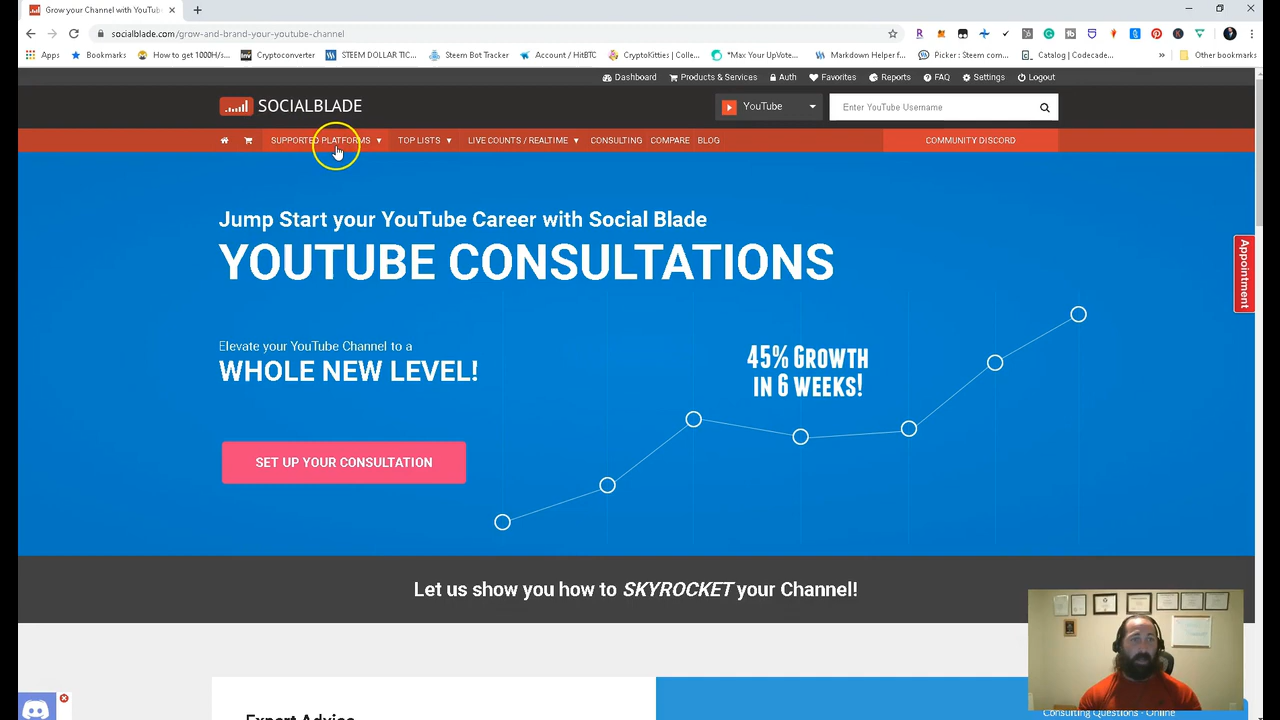 Grow your Channel with YouTub
socialblade.com/grow-and-brand-your-youtube-channel
Apps
Bookmarks
How to get 1000H/s...
Cryptoconverter
STEEM DOLLAR TIC...
Steem Bot Tracker
Account / HitBTC
CryptoKitties | Colle...
*Max Your UpVote...
Markdown Helper f...
Picker : Steem com...
Catalog | Codecade...
»
Other bookmarks
Dashboard
Products & Services
Auth
Favorites
Reports
FAQ
Settings
Logout
SOCIALBLADE
YouTube
Enter YouTube Username
SUPPORTED PLATFORMS
TOP LISTS
LIVE COUNTS / REALTIME
CONSULTING
COMPARE
BLOG
COMMUNITY DISCORD
Jump Start your YouTube Career with Social Blade
YOUTUBE CONSULTATIONS
Appointment
Elevate your YouTube Channel to a
WHOLE NEW LEVEL!
45% GROWTH
IN 6 WEEKS!
SET UP YOUR CONSULTATION
Let us show you how to SKYROCKET your Channel!
Expert Advice
Consulting Questions - Online